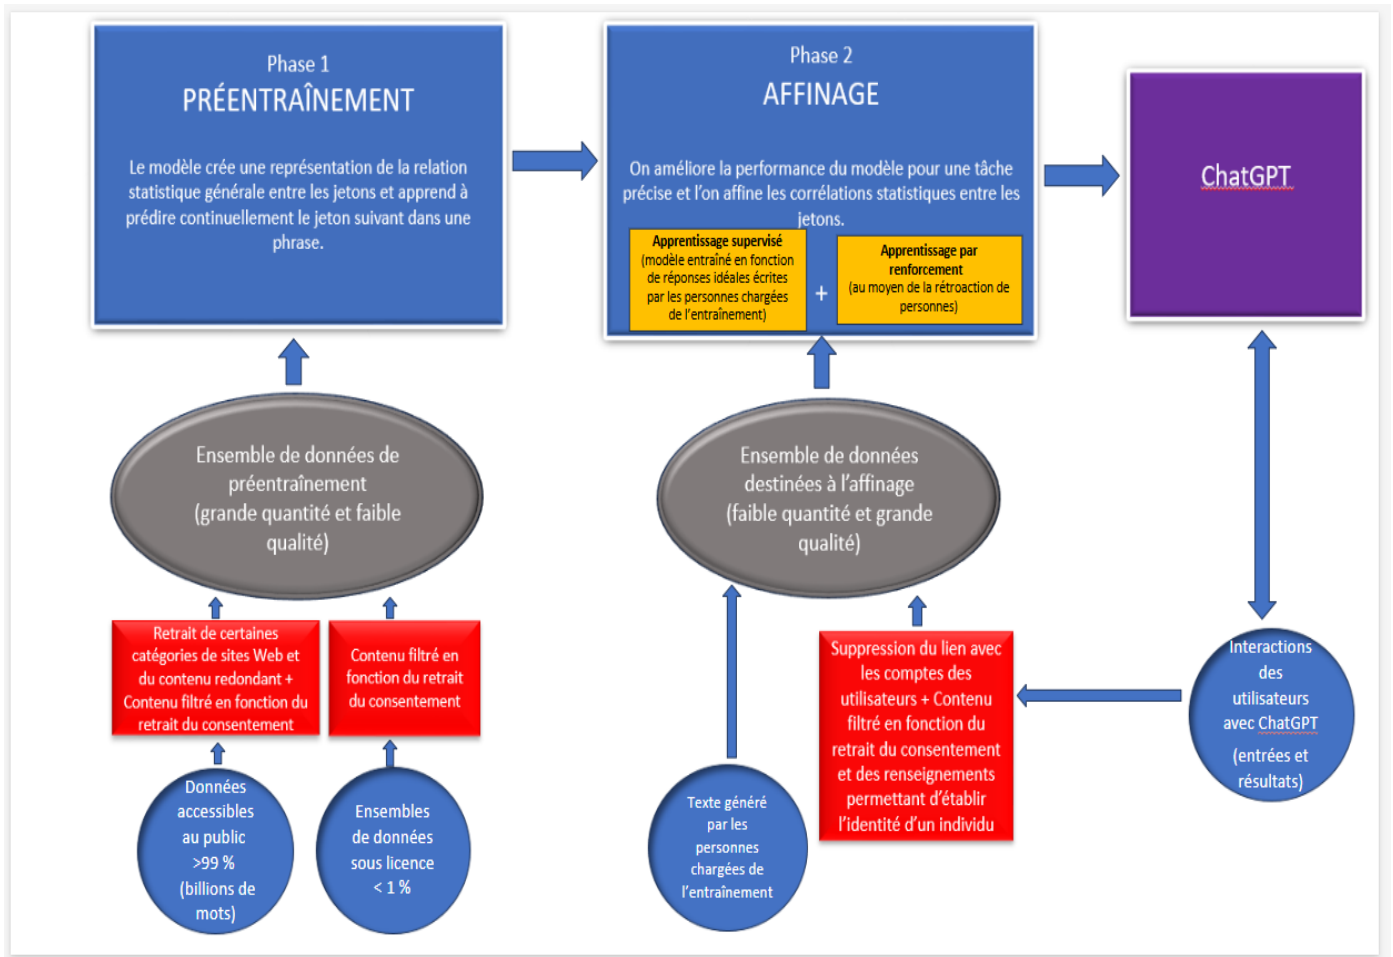 Phase 1
PRÉENTRAÎNEMENT
Le modèle crée une représentation de la relation
statistique générale entre les jetons et apprend à
prédire continuellement le jeton suivant dans une
phrase.
Phase 2
AFFINAGE
On améliore la performance du modèle pour une tâche
précise et l'on affine les corrélations statistiques entre les
jetons.
Apprentissage supervisé
(modèle entraîné en fonction
de réponses idéales écrites
par les personnes chargées
de l'entraînement)
+
Apprentissage par
renforcement
(au moyen de la rétroaction de
personnes)
ChatGPT
Ensemble de données de
préentraînement
(grande quantité et faible
qualité)
Ensemble de données
destinées à l'affinage
(faible quantité et grande
qualité)
Retrait de certaines
catégories de sites Web et
du contenu redondant +
Contenu filtré en fonction du
retrait du consentement
Contenu filtré en
fonction du retrait
du consentement
Suppression du lien avec
les comptes des
utilisateurs + Contenu
filtré en fonction du
retrait du consentement
et des renseignements
permettant d'établir
l'identité d'un individu
Interactions
des
utilisateurs
avec ChatGPT
(entrées et
résultats)
Données
accessibles
au public
>99 %
(billions de
mots)
Ensembles
de données
sous licence
< 1 %
Texte généré
par les
personnes
chargées de
l'entraînement